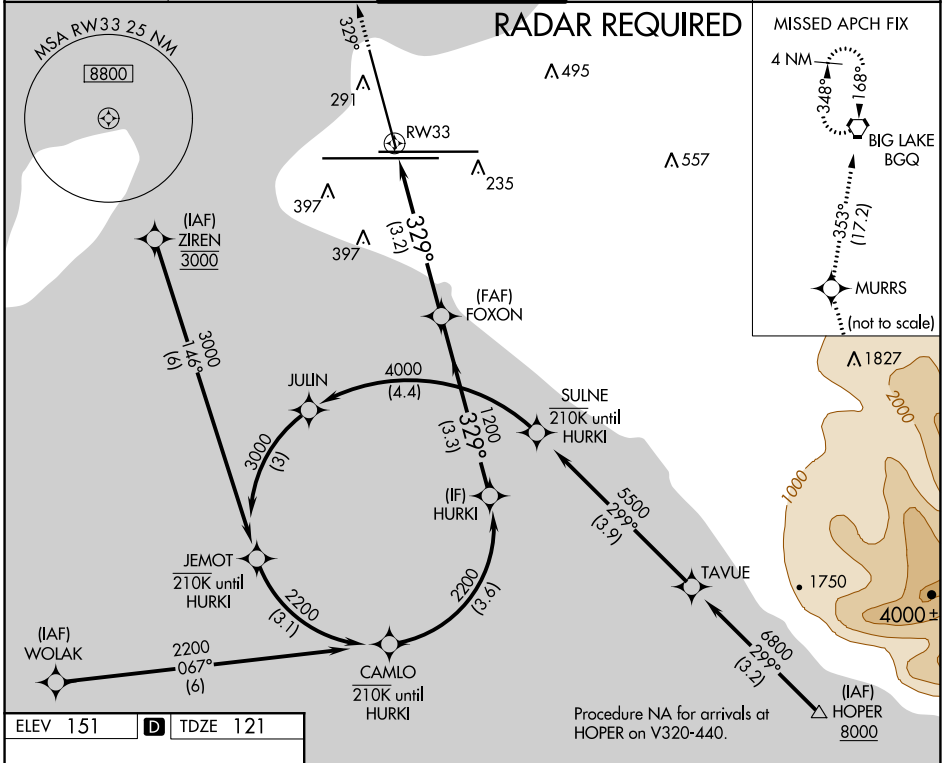 RADAR REQUIRED
MSA RW33 25 NM
8800
329°
291
495
RW33
235
557
397
397
329°
(3.2)
MISSED APCH FIX
4 NM
348°
168°
BIG LAKE
BGQ
353°
(17.2)
MURRS
(not to scale)
(IAF)
ZIREN
3000
3000
146°
(6)
(FAF)
FOXON
JULIN
4000
(4.4)
SULNE
210K until
HURKI
1827
2000
1000
3000
(3)
1200
329°
(3.3)
(IF)
HURKI
5500
299°
(3.9)
JEMOT
210K until
HURKI
TAVUE
1750
4000±
2200
(3.1)
2200
(3.6)
(IAF)
WOLAK
2200
067°
(6)
CAMLO
210K until
HURKI
6800
299°
(3.2)
(IAF)
HOPER
8000
Procedure NA for arrivals at
HOPER on V320-440.
ELEV 151 D TDZE 121